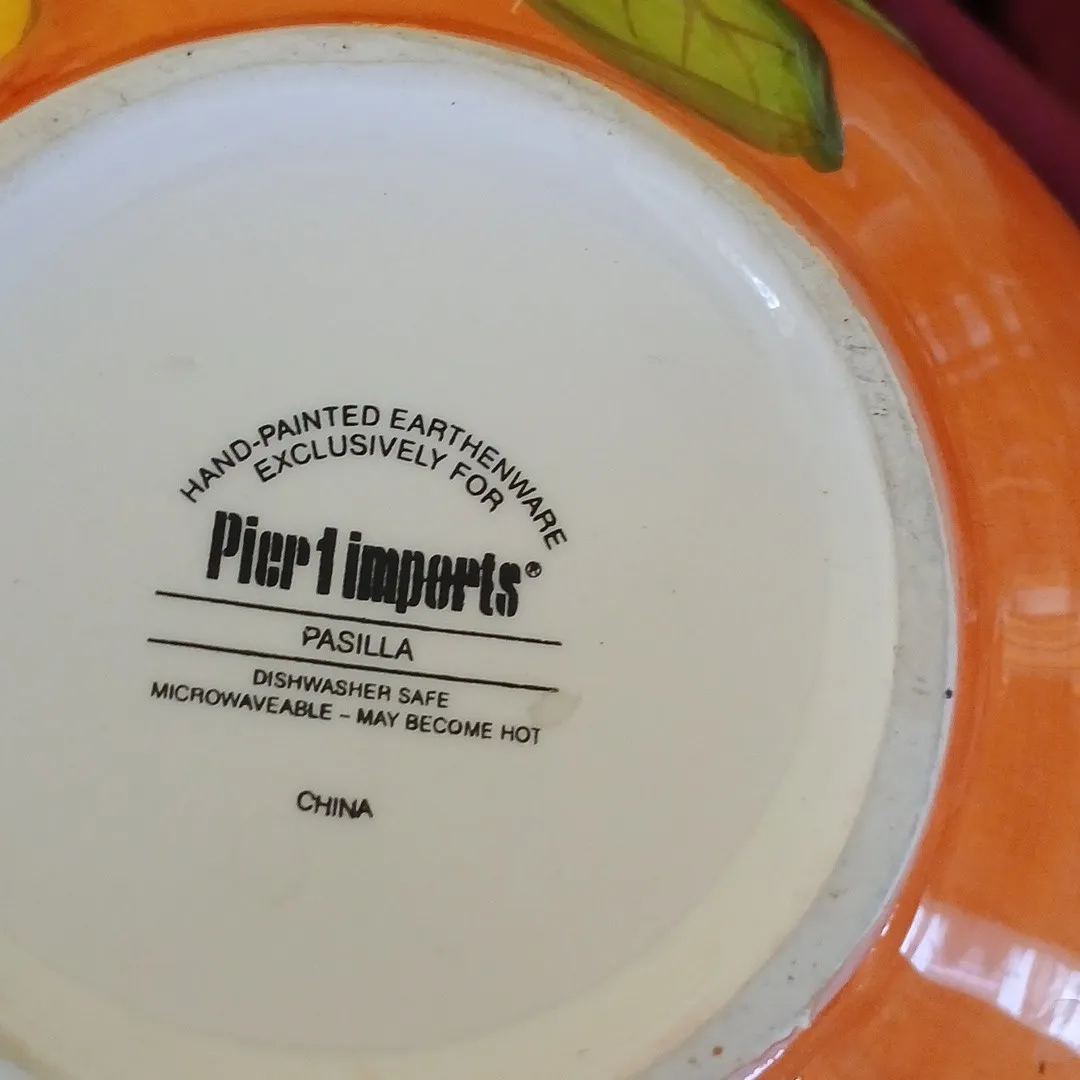 HAND-PAINTED EARTHENWARE
EXCLUSIVELY FOR
Pier 1 imports®
PASILLA
DISHWASHER SAFE
MICROWAVEABLE – MAY BECOME HOT
CHINA